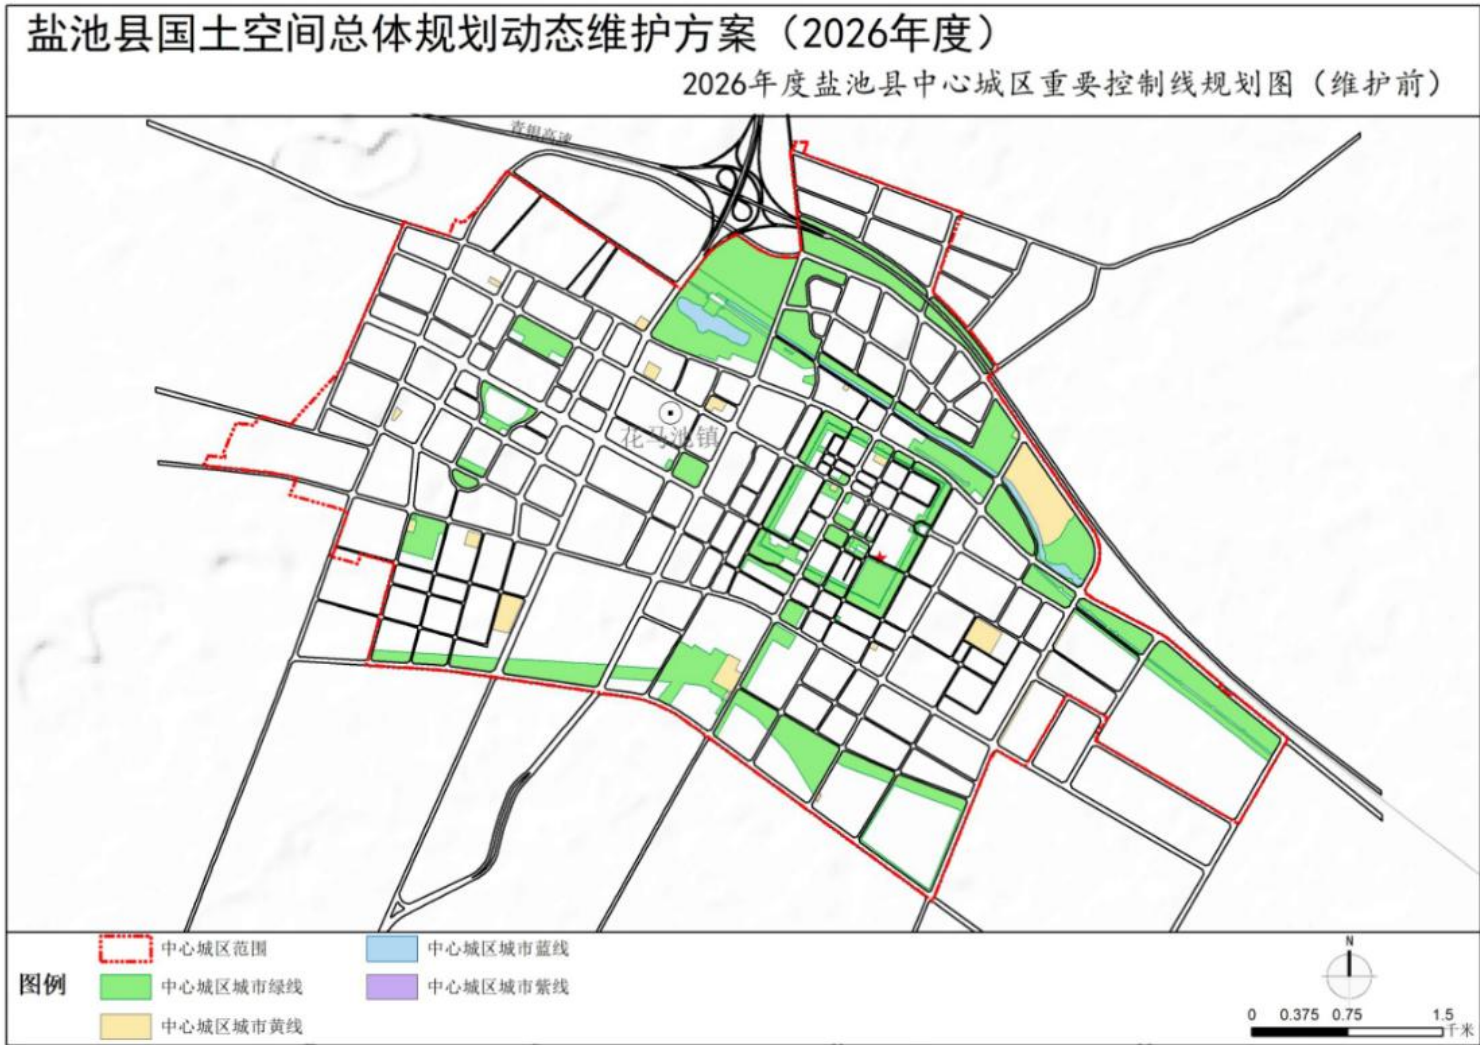 盐池县国土空间总体规划动态维护方案（2026年度）
2026年度盐池县中心城区重要控制线规划图（维护前）
青银高速
花马池镇
图例
中心城区范围
中心城区城市蓝线
中心城区城市绿线
中心城区城市紫线
中心城区城市黄线
N
0 0.375 0.75 1.5
千米